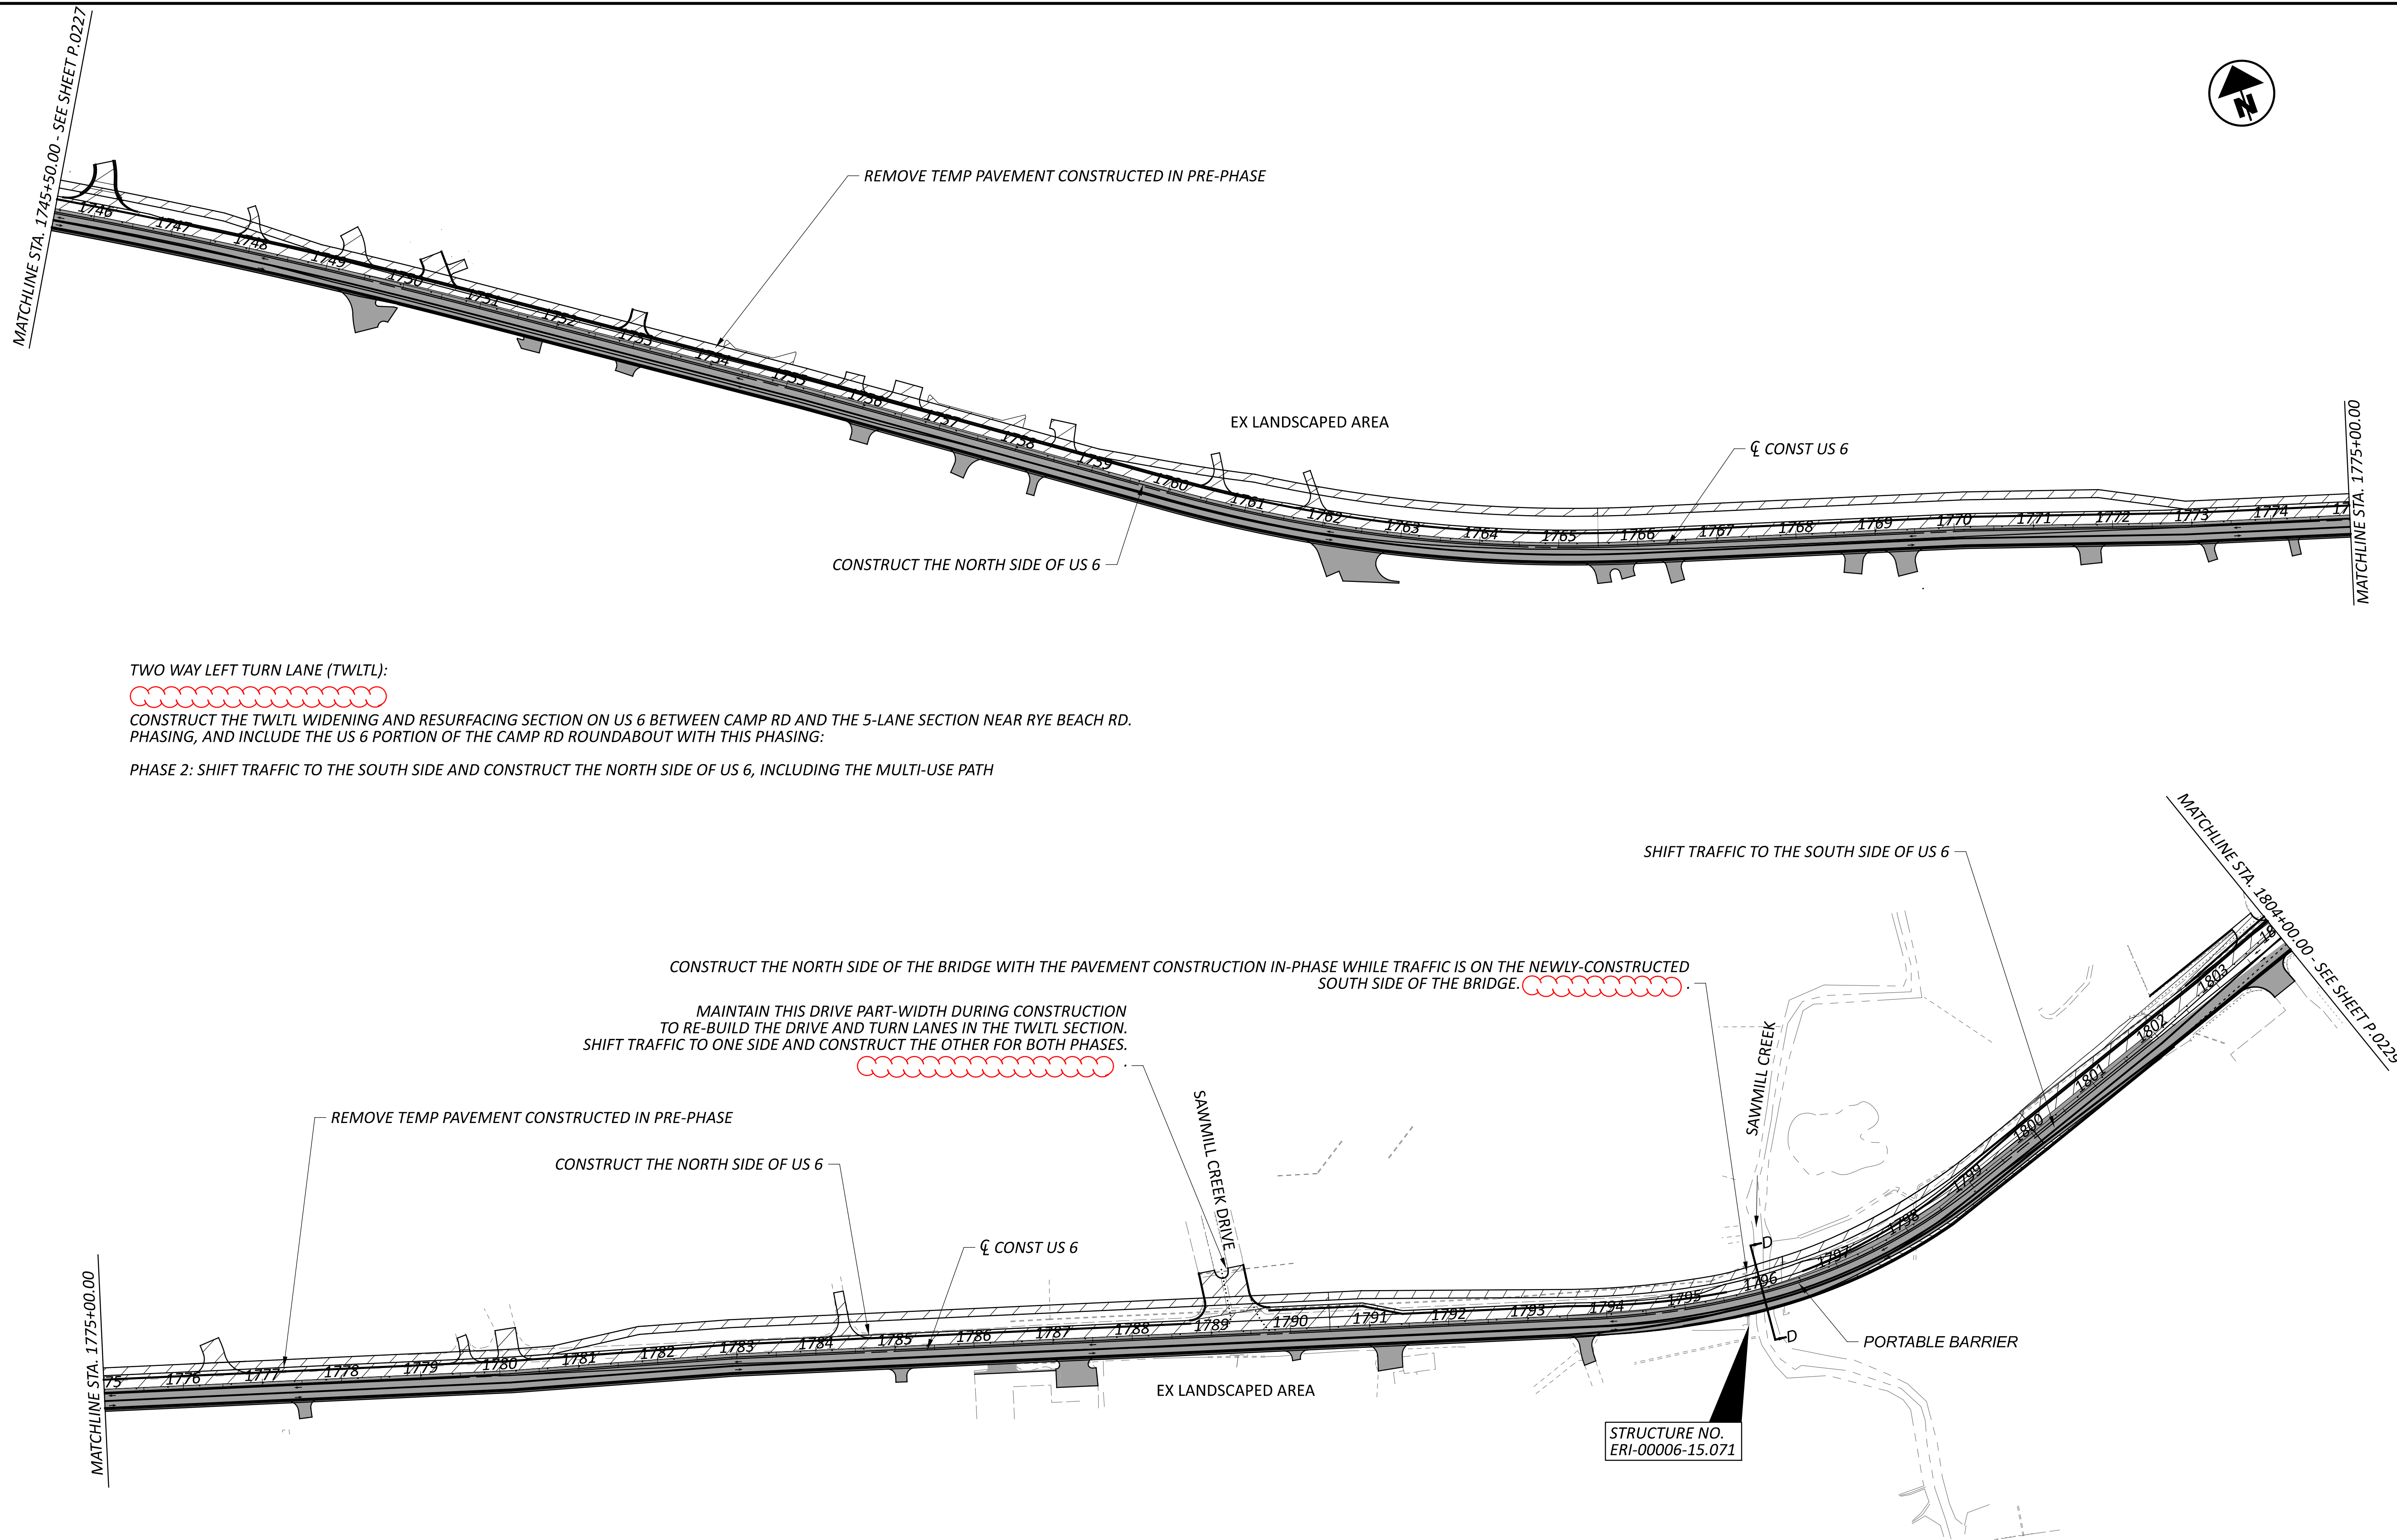 MATCHLINE STA. 1745+50.00 - SEE SHEET P.0227
N
REMOVE TEMP PAVEMENT CONSTRUCTED IN PRE-PHASE
1746
1747
1748
1749
1750
1751
1752
1753
1754
1755
1756
1757
1758
1759
1760
1761
1762
1763
1764
1765
1766
1767
1768
1769
1770
1771
1772
1773
1774
17
EX LANDSCAPED AREA
℄ CONST US 6
CONSTRUCT THE NORTH SIDE OF US 6
MATCHLINE STA. 1775+00.00
TWO WAY LEFT TURN LANE (TWLTL):
CONSTRUCT THE TWLTL WIDENING AND RESURFACING SECTION ON US 6 BETWEEN CAMP RD AND THE 5-LANE SECTION NEAR RYE BEACH RD.
PHASING, AND INCLUDE THE US 6 PORTION OF THE CAMP RD ROUNDABOUT WITH THIS PHASING:
PHASE 2: SHIFT TRAFFIC TO THE SOUTH SIDE AND CONSTRUCT THE NORTH SIDE OF US 6, INCLUDING THE MULTI-USE PATH
MATCHLINE STA. 1804+00.00 - SEE SHEET P.0229
SHIFT TRAFFIC TO THE SOUTH SIDE OF US 6
CONSTRUCT THE NORTH SIDE OF THE BRIDGE WITH THE PAVEMENT CONSTRUCTION IN-PHASE WHILE TRAFFIC IS ON THE NEWLY-CONSTRUCTED
SOUTH SIDE OF THE BRIDGE. .
MAINTAIN THIS DRIVE PART-WIDTH DURING CONSTRUCTION
TO RE-BUILD THE DRIVE AND TURN LANES IN THE TWLTL SECTION.
SHIFT TRAFFIC TO ONE SIDE AND CONSTRUCT THE OTHER FOR BOTH PHASES.
.
REMOVE TEMP PAVEMENT CONSTRUCTED IN PRE-PHASE
CONSTRUCT THE NORTH SIDE OF US 6
℄ CONST US 6
SAWMILL CREEK DRIVE
SAWMILL CREEK
MATCHLINE STA. 1775+00.00
75
1776
1777
1778
1779
1780
1781
1782
1783
1784
1785
1786
1787
1788
1789
1790
1791
1792
1793
1794
1795
1796
1797
1798
1799
1800
1801
1802
1803
18
D
D
PORTABLE BARRIER
EX LANDSCAPED AREA
STRUCTURE NO.
ERI-00006-15.071